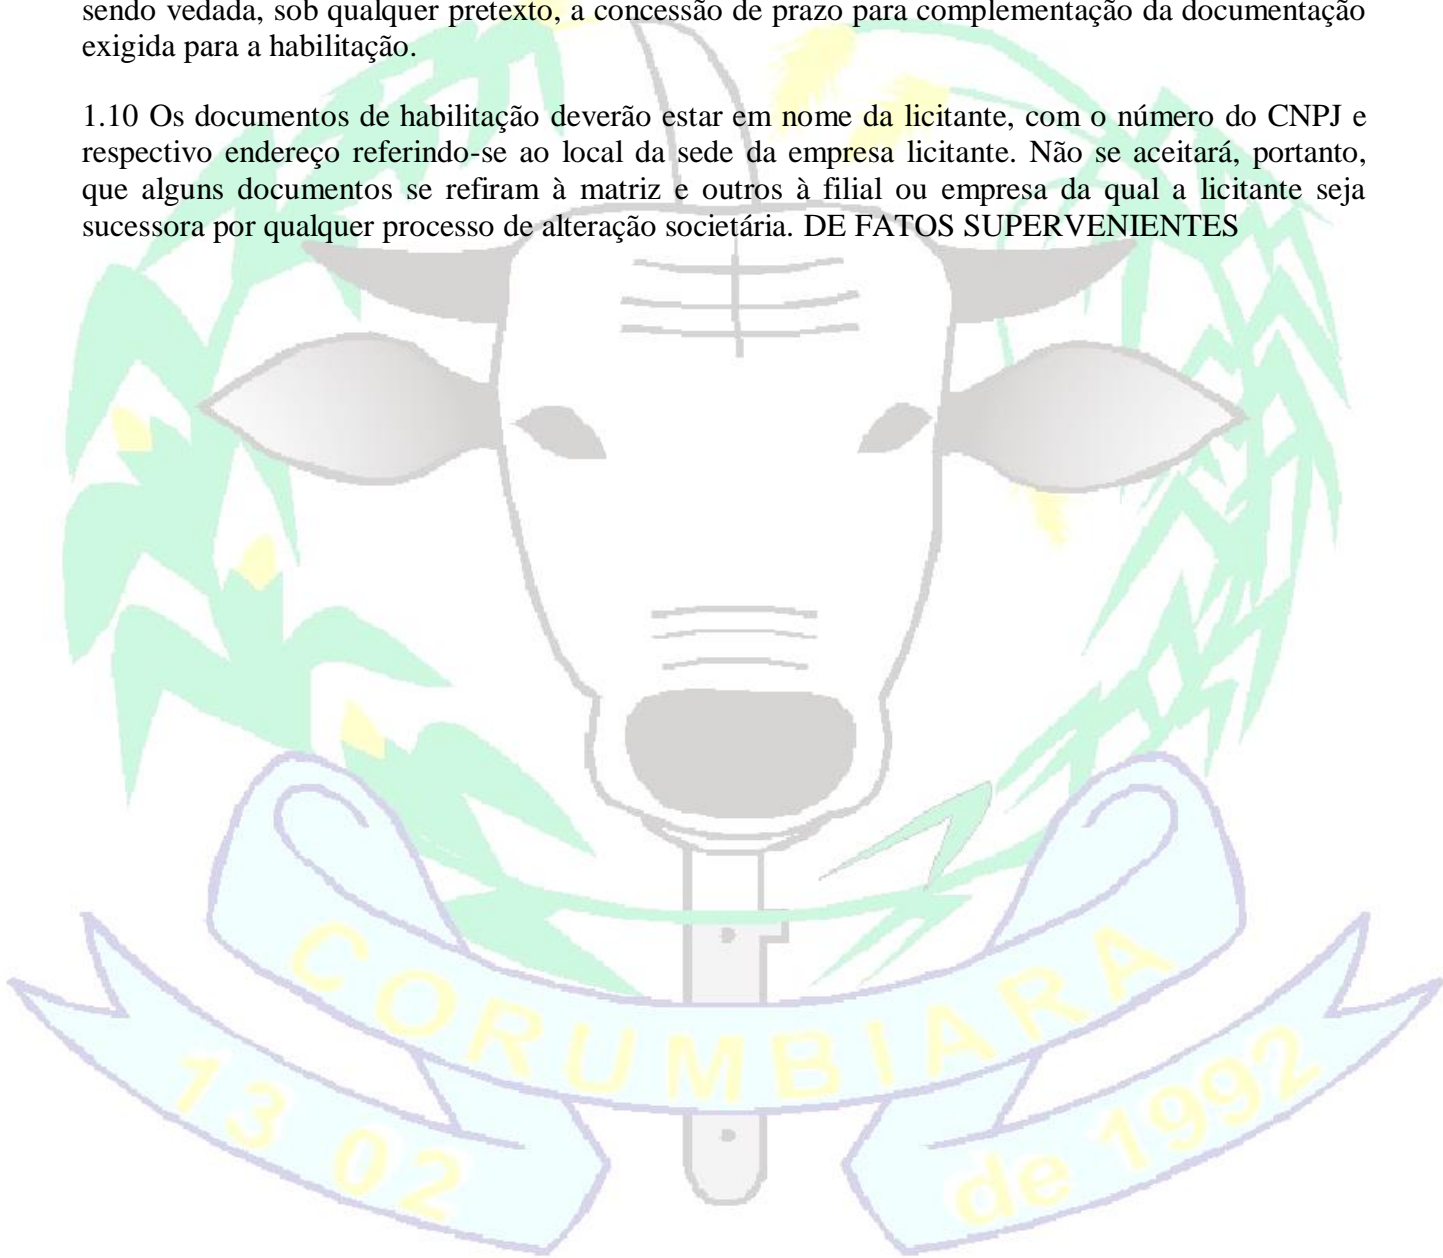 sendo vedada, sob qualquer pretexto, a concessão de prazo para complementação da documentação
exigida para a habilitação.
1.10 Os documentos de habilitação deverão estar em nome da licitante, com o número do CNPJ e
respectivo endereço referindo-se ao local da sede da empresa licitante. Não se aceitará, portanto,
que alguns documentos se refiram à matriz e outros à filial ou empresa da qual a licitante seja
sucessora por qualquer processo de alteração societária. DE FATOS SUPERVENIENTES
CORUMBIARA
13 02
de 1992